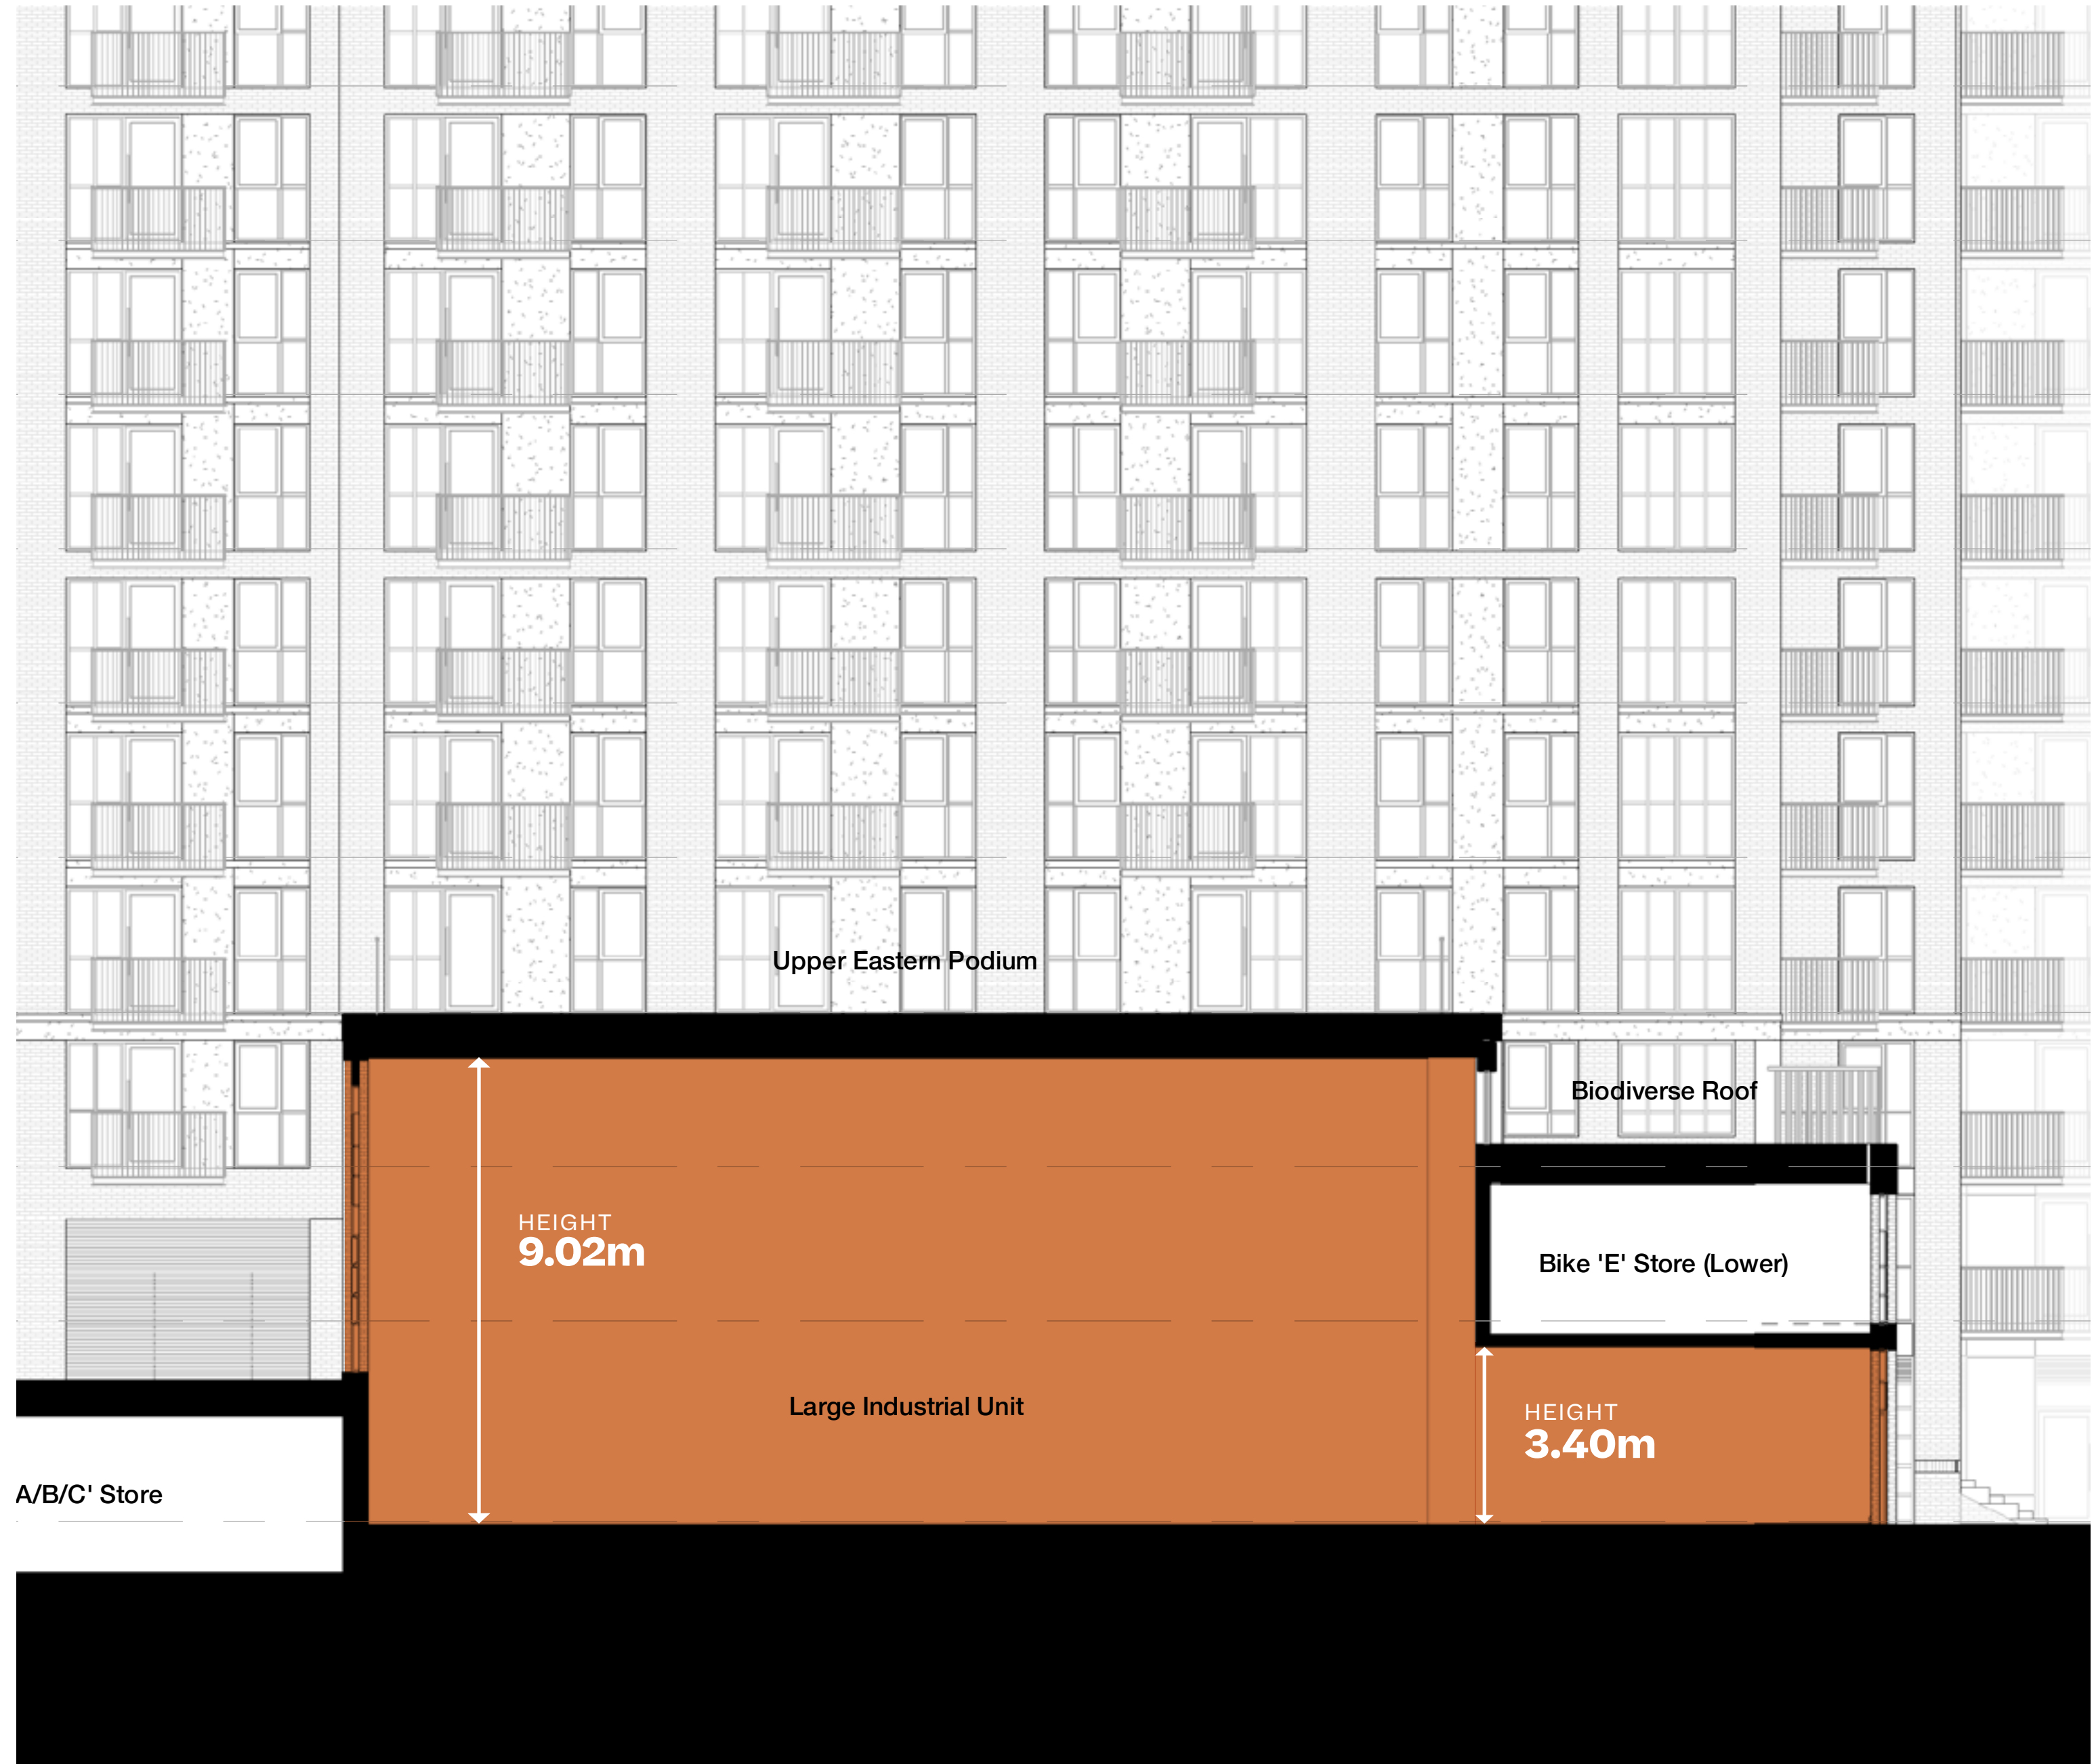 Upper Eastern Podium
Biodiverse Roof
HEIGHT
9.02m
Bike 'E' Store (Lower)
Large Industrial Unit
HEIGHT
3.40m
A/B/C' Store